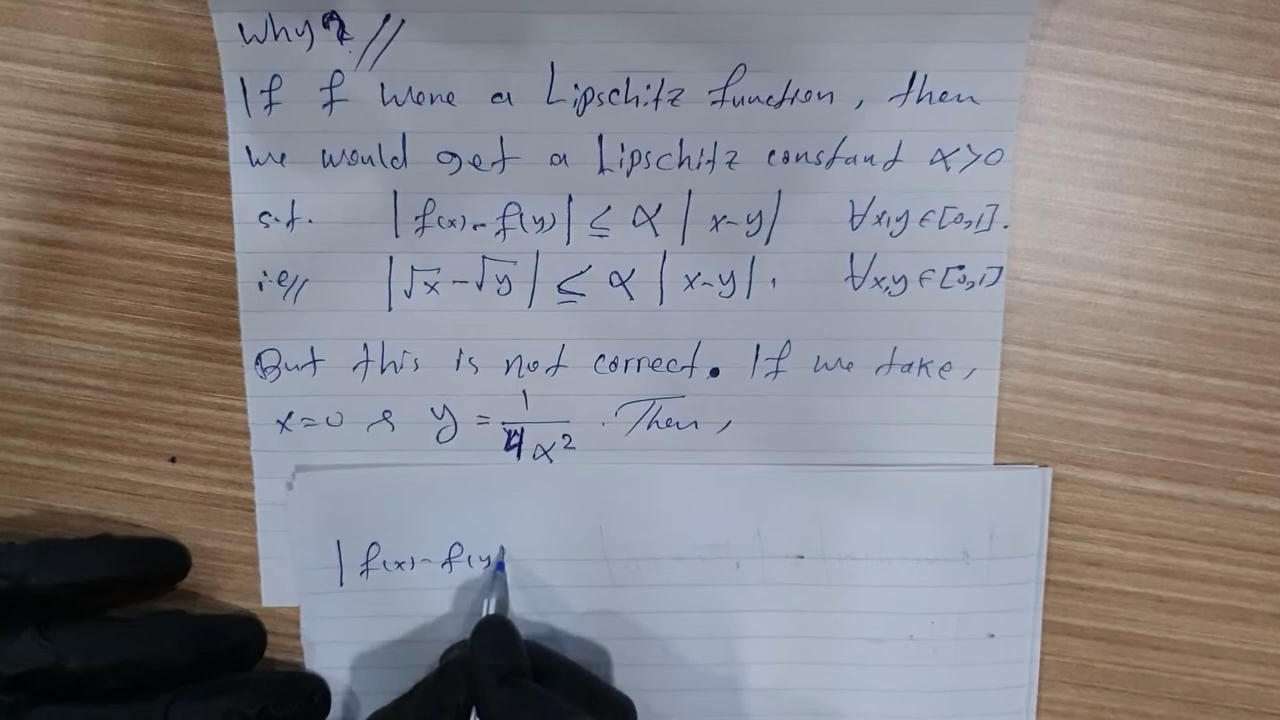 Why? //
If f were a Lipschitz function, then
we would get a Lipschitz constant α>0
s.t. |f(x)-f(y)| ≤ α |x-y| ∀x,y∈[0,1].
i.e// |√x-√y| ≤ α |x-y|. ∀x,y∈[0,1]
But this is not correct. If we take,
x=0 & y = 1/4α². Then,
|f(x)-f(y)